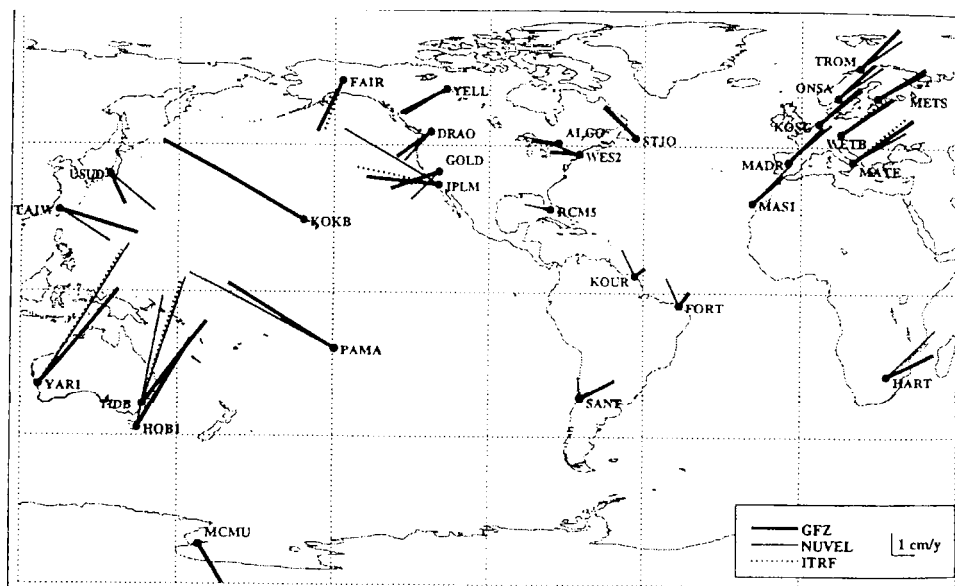 TROM
FAIR
YELL
ONSA
METS
DRAO
ALGO
STJO
KOSG
WES2
WETB
GOLD
USUD
MADR
MATE
JPLM
TAIW
RCM5
MAS1
KOKB
KOUR
FORT
PAMA
YAR1
HART
TIDB
SANT
HOB1
MCMU
GFZ
NUVEL
1 cm/y
ITRF